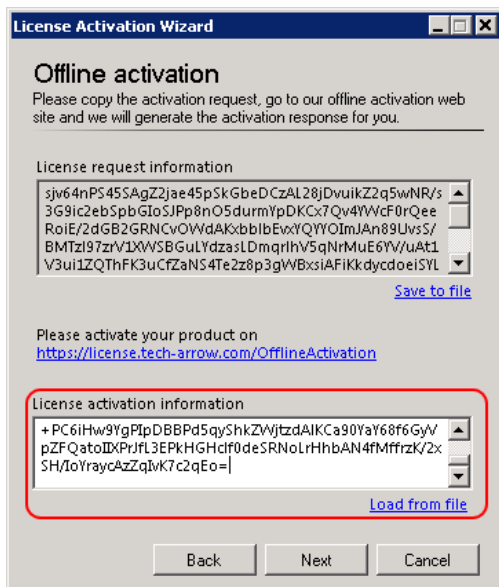 License Activation Wizard
Offline activation
Please copy the activation request, go to our offline activation web
site and we will generate the activation response for you.
License request information
sjv64nPS45SAgZ2jae45pSkGbeDCzAL28jDvuikZ2q5wNR/s
3G9ic2ebSpbGIoSJPp8nO5durmYpDKCx7Qv4YWcF0rQee
RoiE/2dGB2GRNCvOWdAKxbbIbEvxYQYYOImJAn89UvsS/
BMTzI97zrV1XWSBGuLYdzasLDmqrIhV5qNrMuE6YV/uAt1
V3ui1ZQThFK3uCfZaNS4Te2z8p3gWBxsiAFiKkdycdoeiSYL
Save to file
Please activate your product on
https://license.tech-arrow.com/OfflineActivation
License activation information
+PC6iHw9YgPIpDBBPd5qyShkZWjtzdAIKCa90YaY68f6GyV
pZFQatoIIXPrJfL3EPkHGHcIf0deSRNoLrHhbAN4fMffrzK/2x
SH/IoYraycAzZqIvK7c2qEo=
Load from file
Back
Next
Cancel